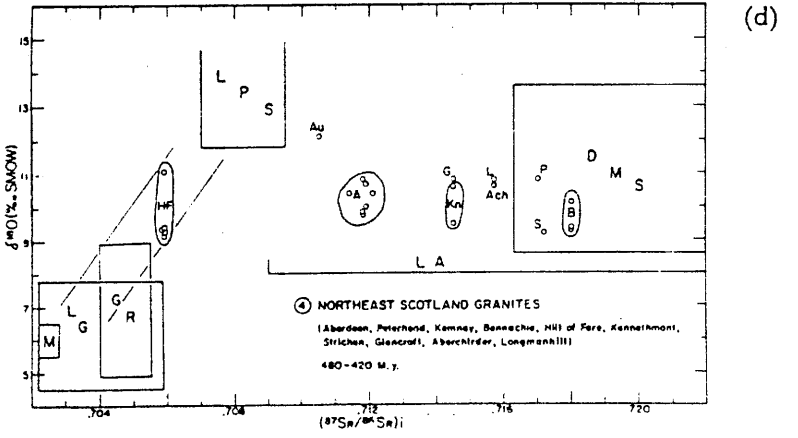 (d)
δ¹⁸O (‰ SMOW)
15
13
11
9
7
5
L P S
Au
HF
A
G
Kn
L
Ach
P
S
D M S
B
L A
L G
G R
M
④ NORTHEAST SCOTLAND GRANITES
(Aberdeen, Peterhead, Kemnay, Bennachie, Hill of Fare, Kennethmont,
Strichen, Glencroft, Aberchirder, Longmanhill)
480-420 M.y.
.704 .708 .712 .716 .720
(⁸⁷Sr/⁸⁶Sr)i